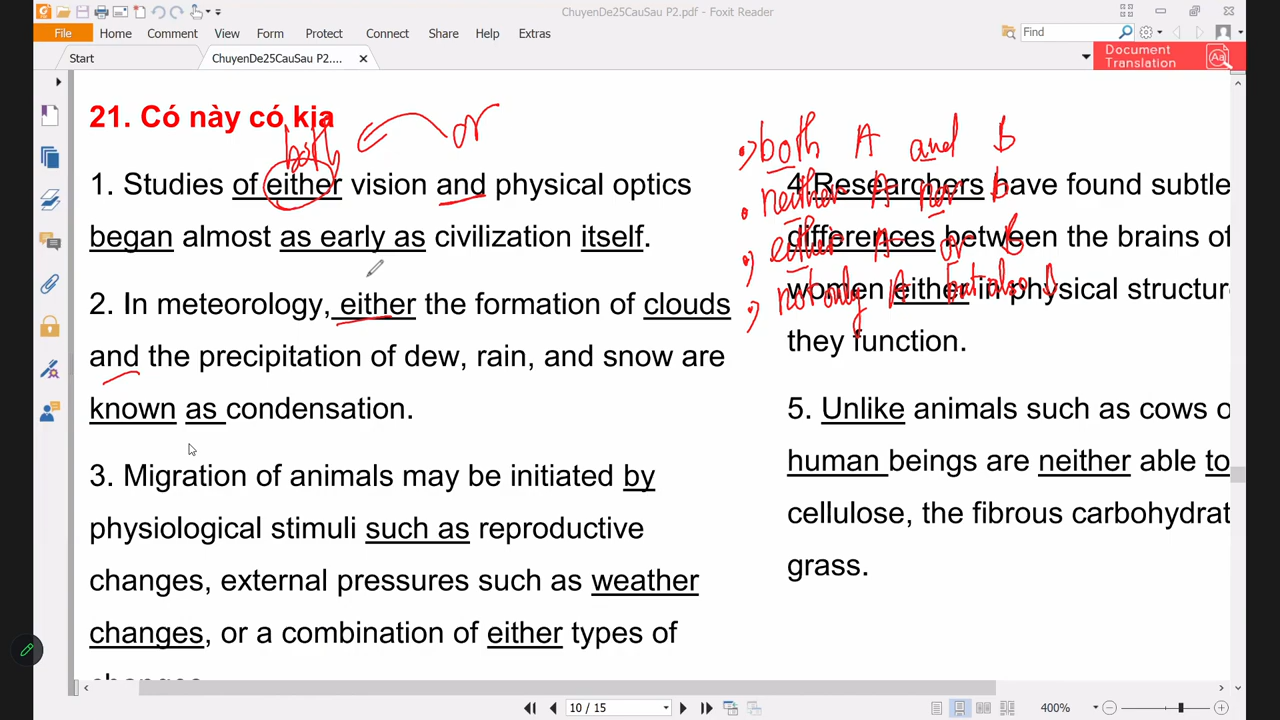 ChuyenDe25CauSau P2.pdf - Foxit Reader
File Home Comment View Form Protect Connect Share Help Extras Find
Start ChuyenDe25CauSau P2....
Document
Translation
21. Có này có kịa
both or
1. Studies of either vision and physical optics
began almost as early as civilization itself.
2. In meteorology, either the formation of clouds
and the precipitation of dew, rain, and snow are
known as condensation.
3. Migration of animals may be initiated by
physiological stimuli such as reproductive
changes, external pressures such as weather
changes, or a combination of either types of
changes
both A and B
neither A nor B
either A or B
not only A but also B
4. Researchers have found subtle
differences between the brains of
women either in physical structur
they function.
5. Unlike animals such as cows o
human beings are neither able to
cellulose, the fibrous carbohydrat
grass.
10 / 15
400%